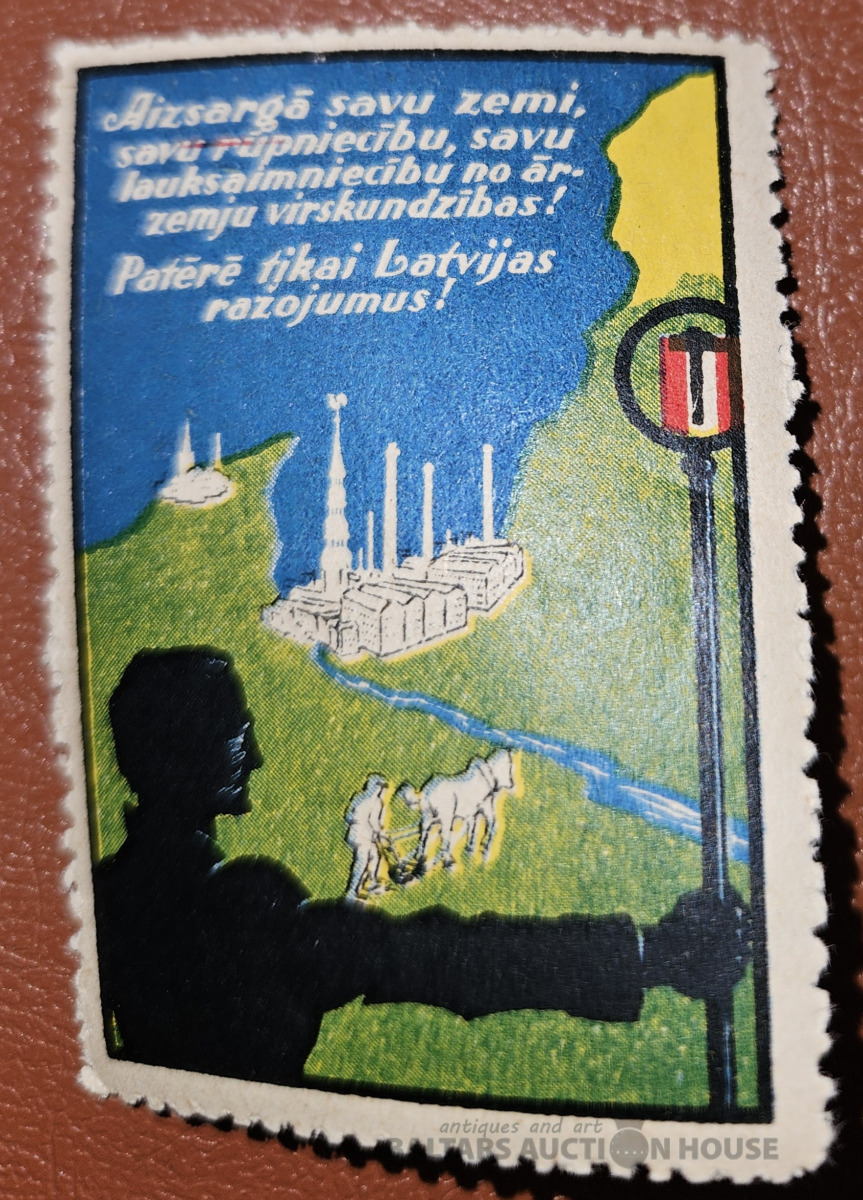 Aizsargā savu zemi,
savu rūpniecību, savu
lauksaimniecību no ār-
zemju virskundzības!
Patērē tikai Latvijas
ražojumus!
antiques and art
BALTARS AUCTION HOUSE